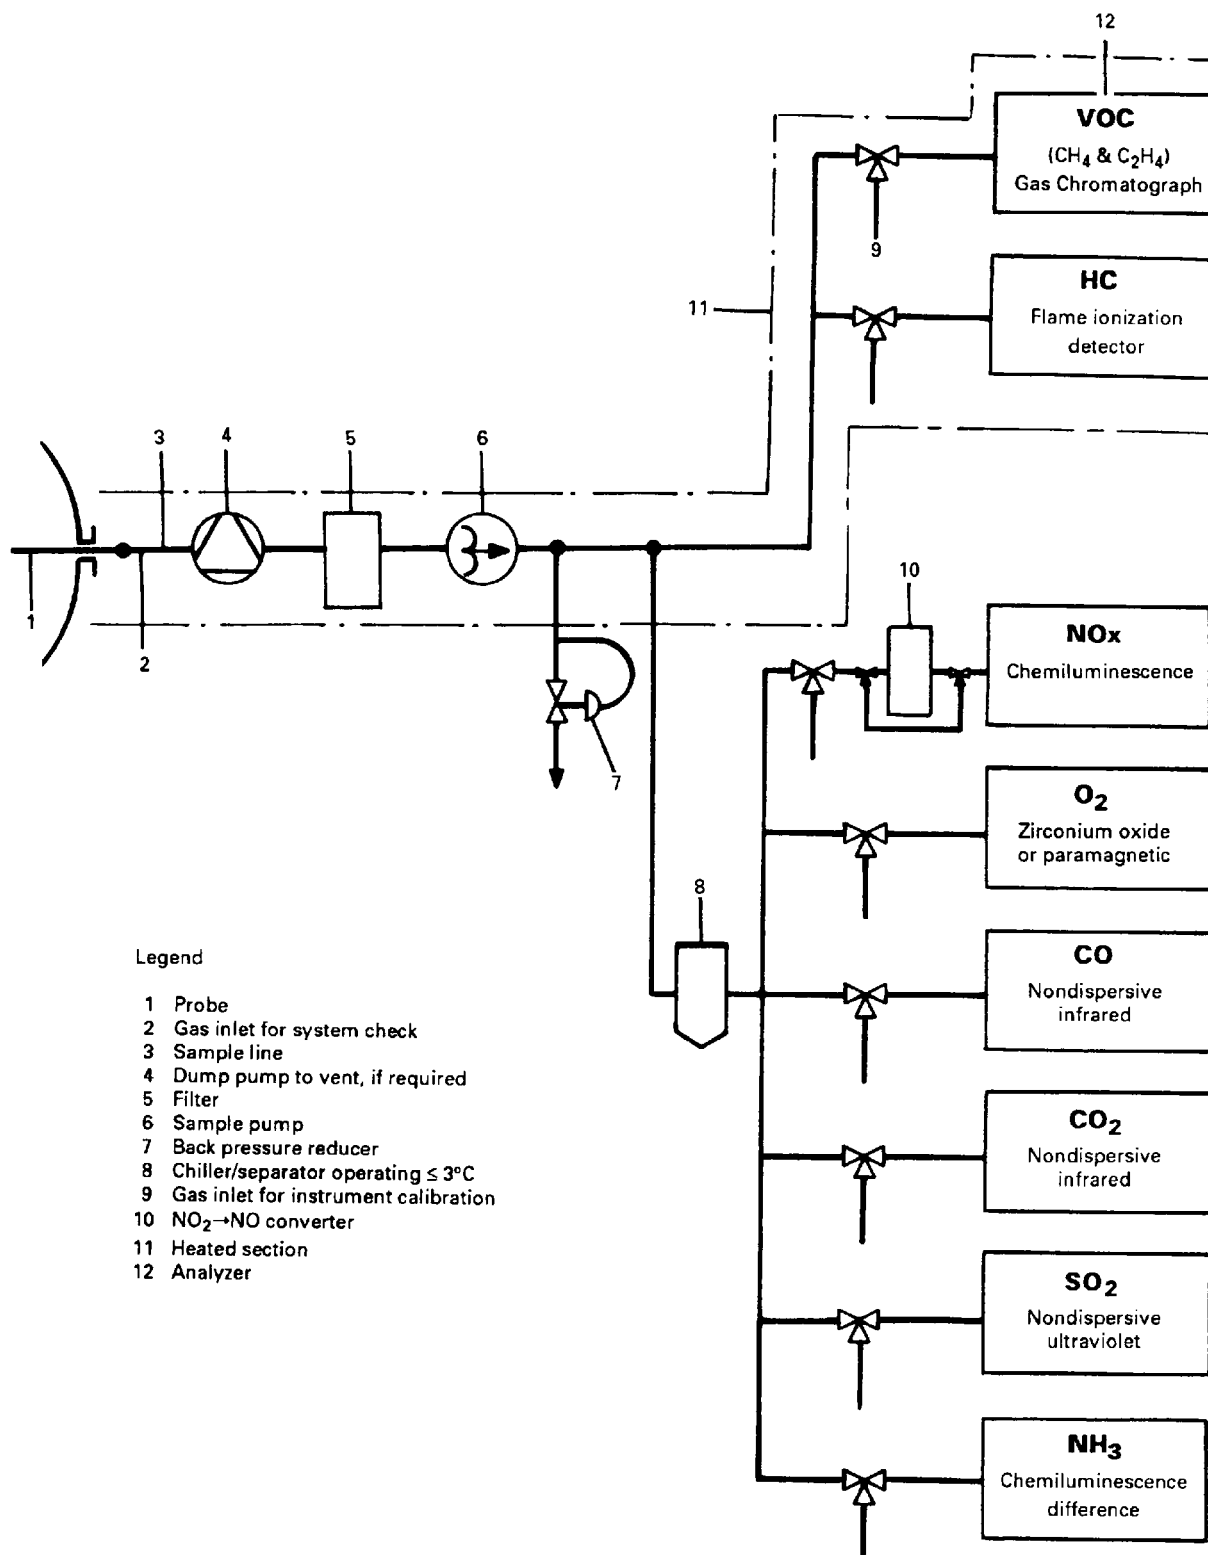 12
VOC
(CH₄ & C₂H₄)
Gas Chromatograph
9
HC
Flame ionization
detector
11
3
4
5
6
1
2
7
10
NOx
Chemiluminescence
O₂
Zirconium oxide
or paramagnetic
8
CO
Nondispersive
infrared
CO₂
Nondispersive
infrared
SO₂
Nondispersive
ultraviolet
NH₃
Chemiluminescence
difference
Legend
1 Probe
2 Gas inlet for system check
3 Sample line
4 Dump pump to vent, if required
5 Filter
6 Sample pump
7 Back pressure reducer
8 Chiller/separator operating ≤ 3°C
9 Gas inlet for instrument calibration
10 NO₂→NO converter
11 Heated section
12 Analyzer